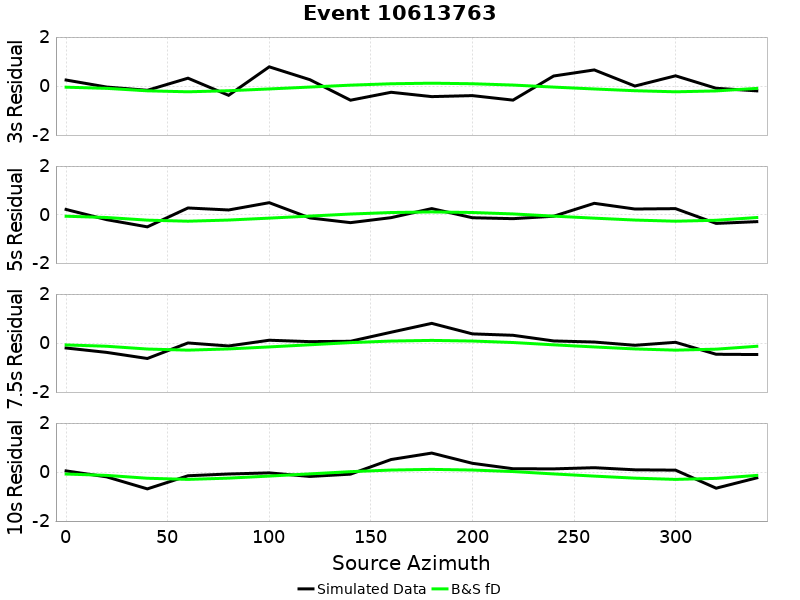 Event 10613763
3s Residual
2
0
-2
5s Residual
2
0
-2
7.5s Residual
2
0
-2
10s Residual
2
0
-2
0 50 100 150 200 250 300
Source Azimuth
Simulated Data B&S fD